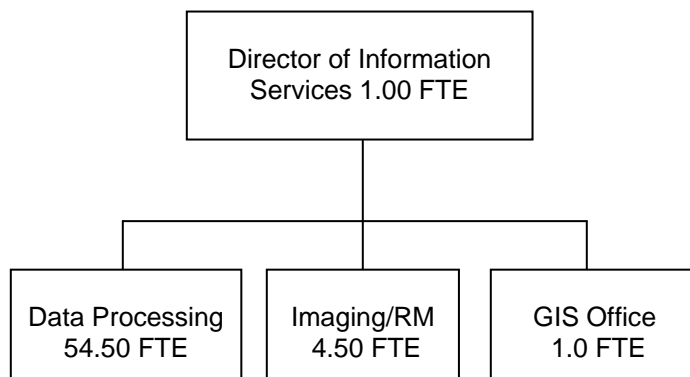 Director of Information
Services 1.00 FTE
Data Processing
54.50 FTE
Imaging/RM
4.50 FTE
GIS Office
1.0 FTE